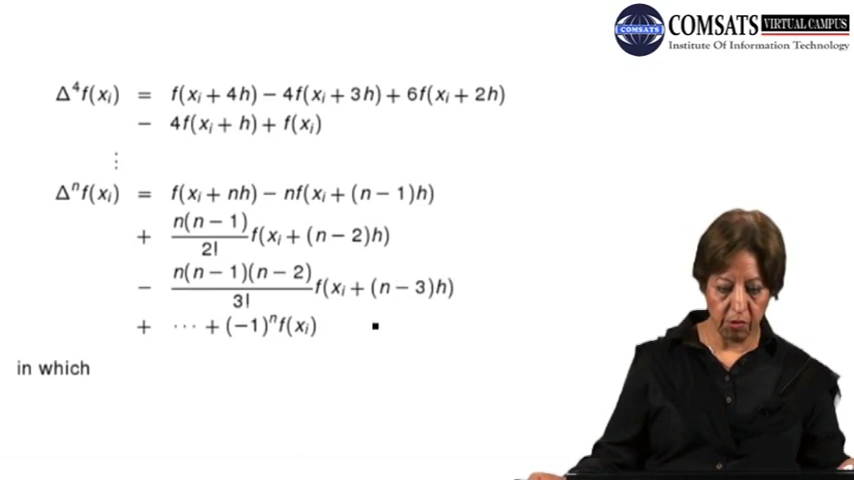 COMSATS VIRTUAL CAMPUS
COMSATS
Institute Of Information Technology
Δ⁴f(xᵢ) = f(xᵢ + 4h) − 4f(xᵢ + 3h) + 6f(xᵢ + 2h)
− 4f(xᵢ + h) + f(xᵢ)
⋮
Δⁿf(xᵢ) = f(xᵢ + nh) − nf(xᵢ + (n − 1)h)
+ n(n − 1)/2! f(xᵢ + (n − 2)h)
− n(n − 1)(n − 2)/3! f(xᵢ + (n − 3)h)
+ ⋯ + (−1)ⁿf(xᵢ)
in which